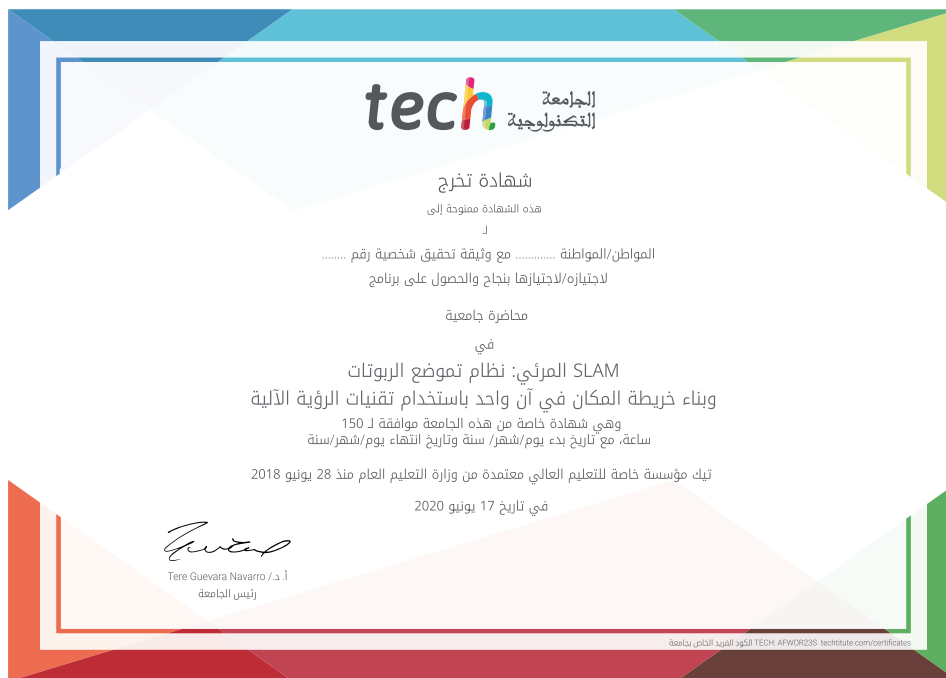 tech الجامعة
التكنولوجية
شهادة تخرج
هذه الشهادة ممنوحة إلى
لـ
المواطن/المواطنة ............ مع وثيقة تحقيق شخصية رقم ........
لاجتيازه/لاجتيازها بنجاح والحصول على برنامج
محاضرة جامعية
في
SLAM المرئي: نظام تموضع الربوتات
وبناء خريطة المكان في آن واحد باستخدام تقنيات الرؤية الآلية
وهي شهادة خاصة من هذه الجامعة موافقة لـ 150
ساعة، مع تاريخ بدء يوم/شهر/ سنة وتاريخ انتهاء يوم/شهر/سنة
تيك مؤسسة خاصة للتعليم العالي معتمدة من وزارة التعليم العام منذ 28 يونيو 2018
في تاريخ 17 يونيو 2020
أ. د./ Tere Guevara Navarro
رئيس الجامعة
الكود الفريد الخاص بجامعة TECH: AFWOR23S techtitute.com/certificates